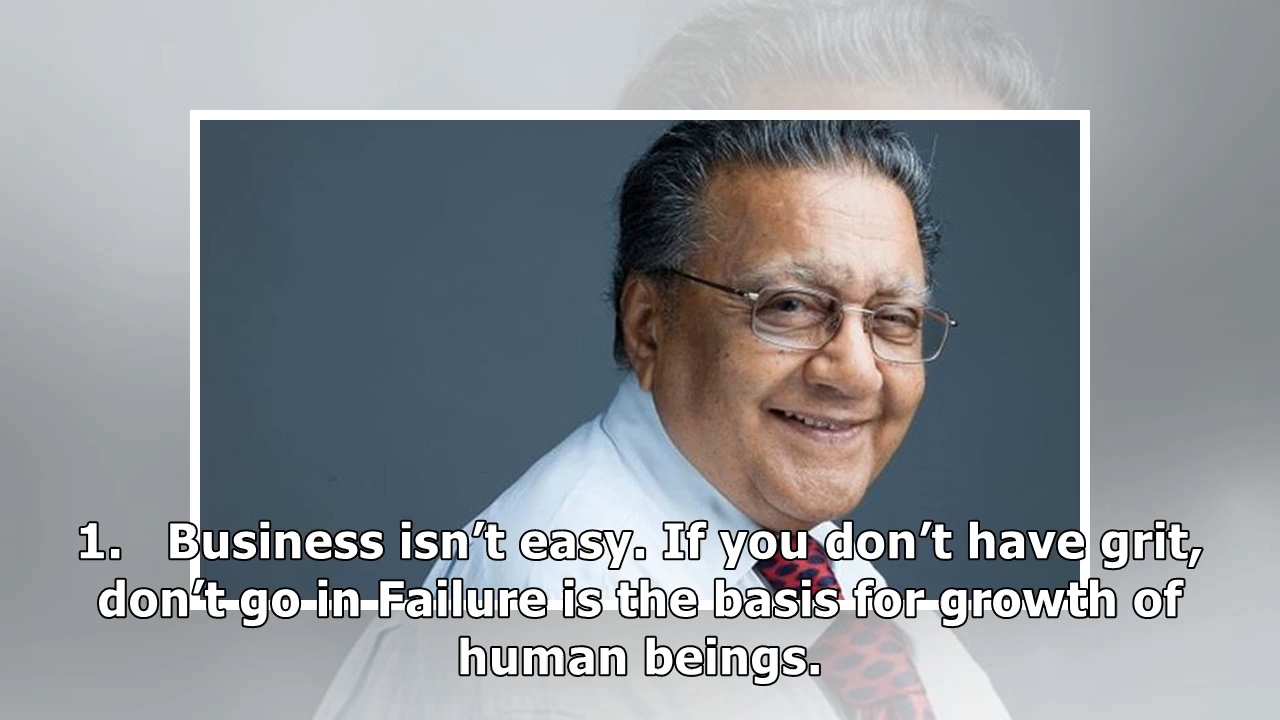 1. Business isn’t easy. If you don’t have grit,
don’t go in Failure is the basis for growth of
human beings.